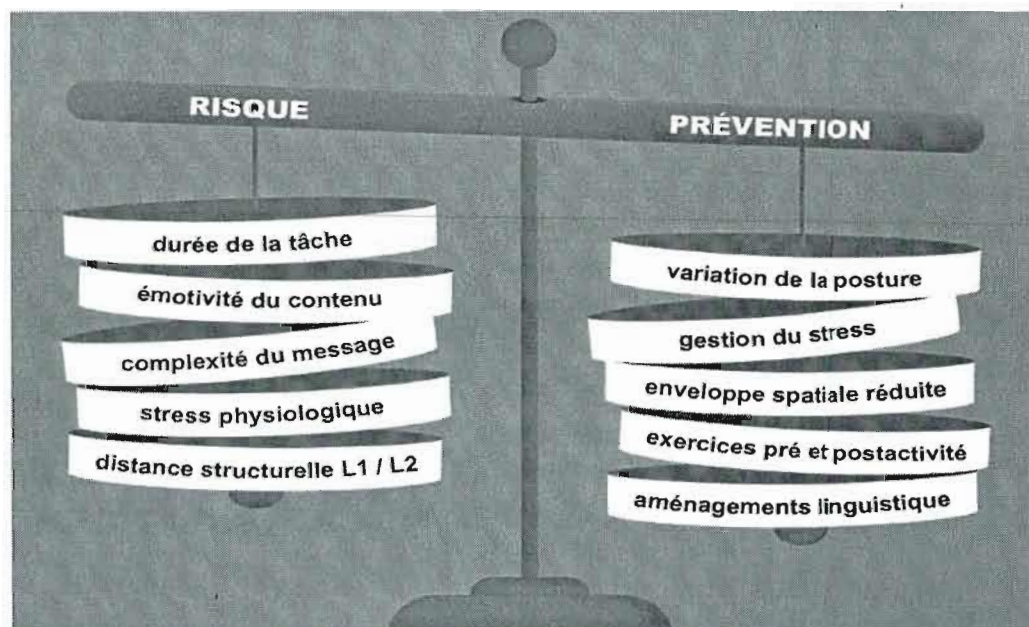 RISQUE
durée de la tâche
émotivité du contenu
complexité du message
stress physiologique
distance structurelle L1 / L2
PRÉVENTION
variation de la posture
gestion du stress
enveloppe spatiale réduite
exercices pré et postactivité
aménagements linguistique